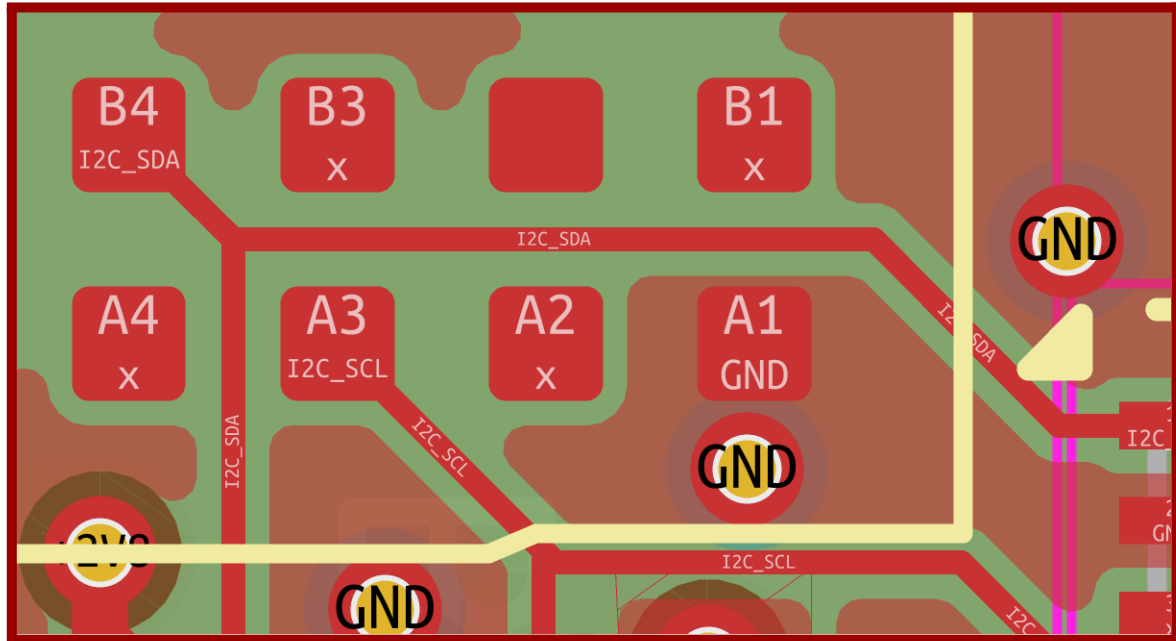 B4
I2C_SDA
B3
x
B1
x
GND
I2C_SDA
A4
x
A3
I2C_SCL
A2
x
A1
GND
I2C_SDA
I2C_SDA
I2C_SCL
GND
I2C_
GND
I2C_SCL
I2C